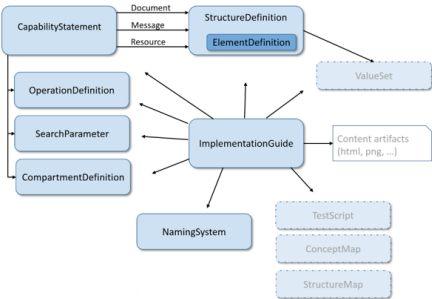 Document
CapabilityStatement
Message
Resource
StructureDefinition
ElementDefinition
ValueSet
OperationDefinition
SearchParameter
CompartmentDefinition
ImplementationGuide
Content artifacts
(html, png, ...)
NamingSystem
TestScript
ConceptMap
StructureMap